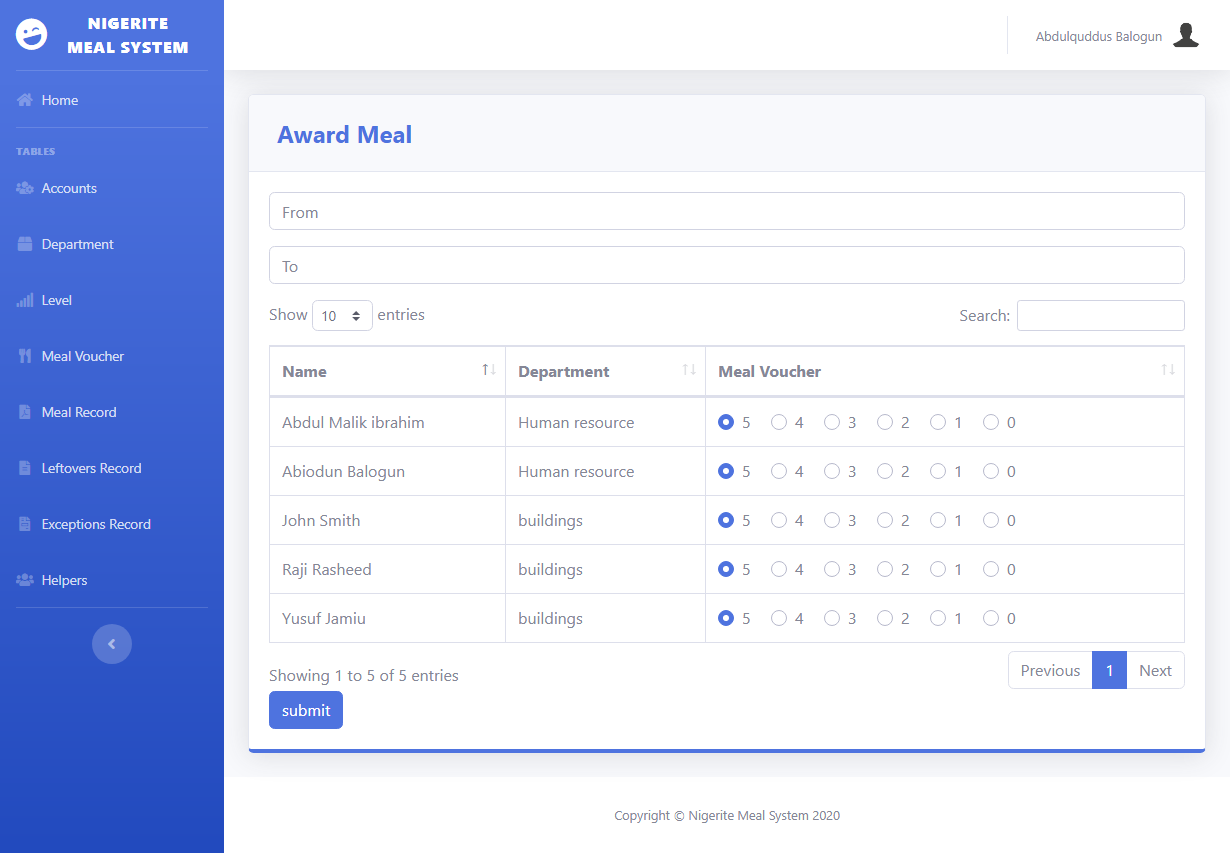 NIGERITE
MEAL SYSTEM
Abdulquddus Balogun
Home
TABLES
Accounts
Department
Level
Meal Voucher
Meal Record
Leftovers Record
Exceptions Record
Helpers
Award Meal
From
To
Show 10 entries Search:
Name Department Meal Voucher
Abdul Malik ibrahim Human resource 5 4 3 2 1 0
Abiodun Balogun Human resource 5 4 3 2 1 0
John Smith buildings 5 4 3 2 1 0
Raji Rasheed buildings 5 4 3 2 1 0
Yusuf Jamiu buildings 5 4 3 2 1 0
Showing 1 to 5 of 5 entries Previous 1 Next
submit
Copyright © Nigerite Meal System 2020